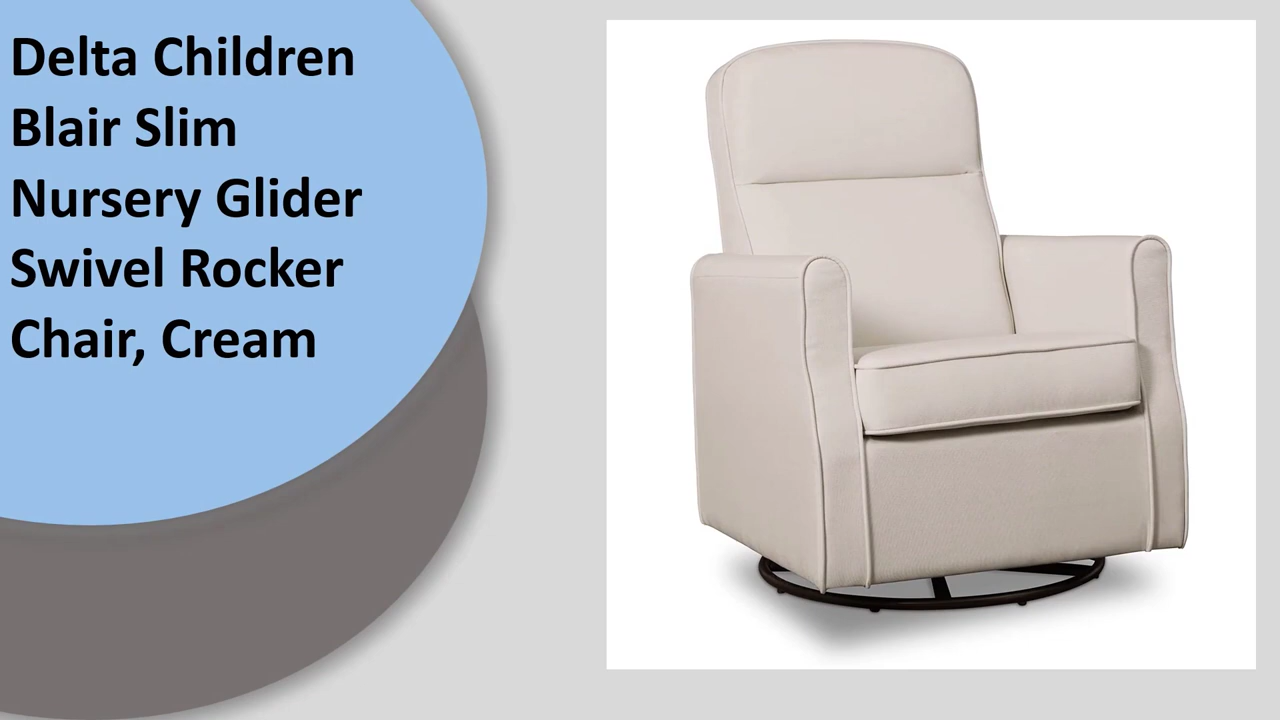 Delta Children
Blair Slim
Nursery Glider
Swivel Rocker
Chair, Cream